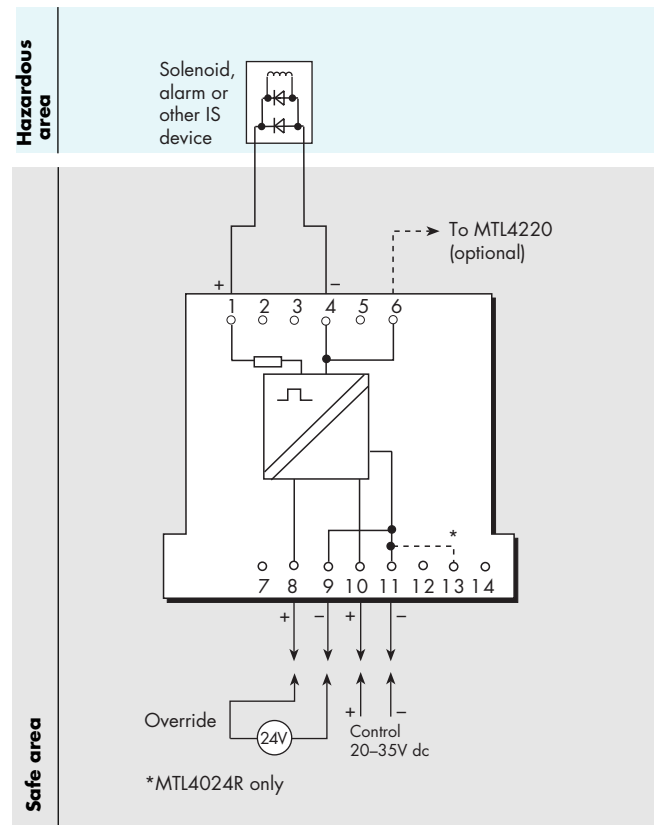 Hazardous
area
Solenoid,
alarm or
other IS
device
To MTL4220
(optional)
+ –
1 2 3 4 5 6
*
7 8 9 10 11 12 13 14
+ – + –
Override
24V
+ –
Control
20–35V dc
*MTL4024R only
Safe area